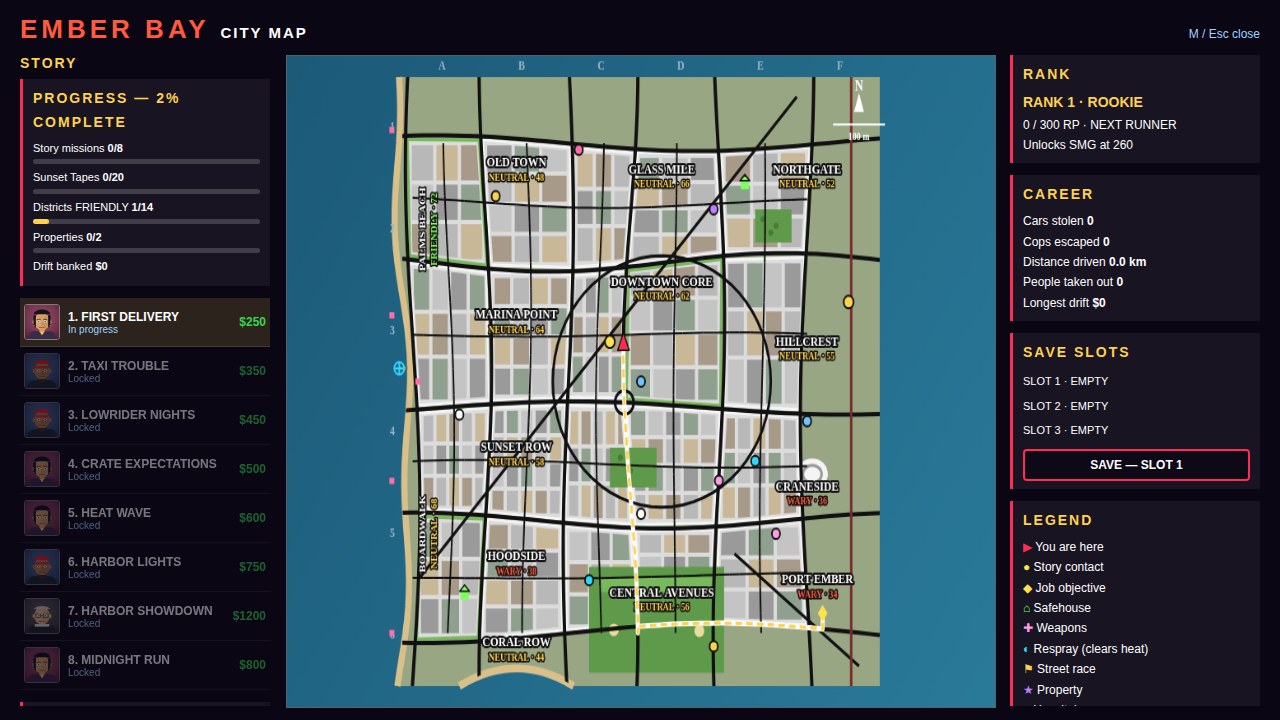 EMBER BAY CITY MAP
M / Esc close
STORY
PROGRESS — 2%
COMPLETE
Story missions 0/8
Sunset Tapes 0/20
Districts FRIENDLY 1/14
Properties 0/2
Drift banked $0
1. FIRST DELIVERY
In progress
$250
2. TAXI TROUBLE
Locked
$350
3. LOWRIDER NIGHTS
Locked
$450
4. CRATE EXPECTATIONS
Locked
$500
5. HEAT WAVE
Locked
$600
6. HARBOR LIGHTS
Locked
$750
7. HARBOR SHOWDOWN
Locked
$1200
8. MIDNIGHT RUN
Locked
$800
A B C D E F
1
2
3
4
5
N
100 m
OLD TOWN
NEUTRAL · 48
GLASS MILE
NEUTRAL · 66
NORTHGATE
NEUTRAL · 52
PALMS BEACH
FRIENDLY · 72
DOWNTOWN CORE
NEUTRAL · 62
MARINA POINT
NEUTRAL · 64
HILLCREST
NEUTRAL · 55
SUNSET ROW
NEUTRAL · 58
CRANESIDE
WARY · 36
BOARDWALK
NEUTRAL · 68
HOODSIDE
WARY · 38
CENTRAL AVENUES
NEUTRAL · 56
PORT EMBER
WARY · 34
CORAL ROW
NEUTRAL · 44
RANK
RANK 1 · ROOKIE
0 / 300 RP · NEXT RUNNER
Unlocks SMG at 260
CAREER
Cars stolen 0
Cops escaped 0
Distance driven 0.0 km
People taken out 0
Longest drift $0
SAVE SLOTS
SLOT 1 · EMPTY
SLOT 2 · EMPTY
SLOT 3 · EMPTY
SAVE — SLOT 1
LEGEND
You are here
Story contact
Job objective
Safehouse
Weapons
Respray (clears heat)
Street race
Property